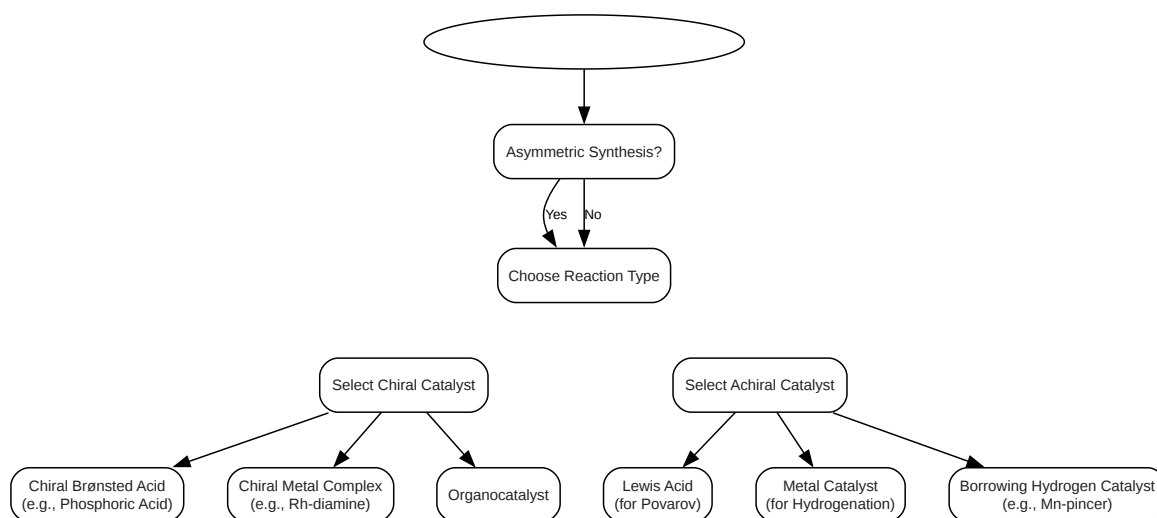 Asymmetric Synthesis?
Yes
No
Choose Reaction Type
Select Chiral Catalyst
Select Achiral Catalyst
Chiral Brønsted Acid
(e.g., Phosphoric Acid)
Chiral Metal Complex
(e.g., Rh-diamine)
Organocatalyst
Lewis Acid
(for Povarov)
Metal Catalyst
(for Hydrogenation)
Borrowing Hydrogen Catalyst
(e.g., Mn-pincer)